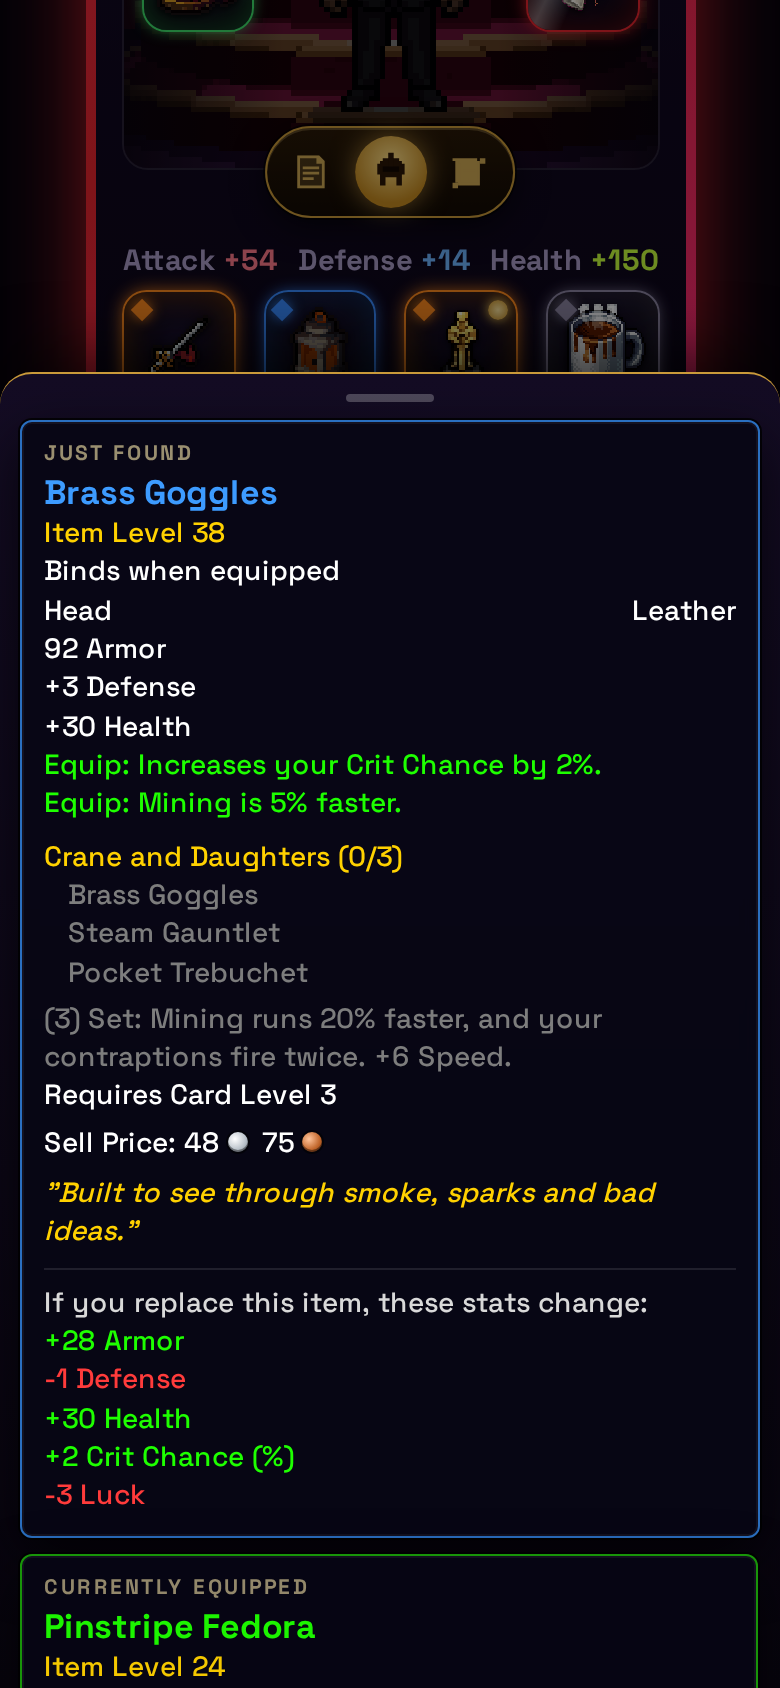 Attack +54 Defense +14 Health +150
JUST FOUND
Brass Goggles
Item Level 38
Binds when equipped
Head Leather
92 Armor
+3 Defense
+30 Health
Equip: Increases your Crit Chance by 2%.
Equip: Mining is 5% faster.
Crane and Daughters (0/3)
Brass Goggles
Steam Gauntlet
Pocket Trebuchet
(3) Set: Mining runs 20% faster, and your
contraptions fire twice. +6 Speed.
Requires Card Level 3
Sell Price: 48 75
"Built to see through smoke, sparks and bad
ideas."
If you replace this item, these stats change:
+28 Armor
-1 Defense
+30 Health
+2 Crit Chance (%)
-3 Luck
CURRENTLY EQUIPPED
Pinstripe Fedora
Item Level 24